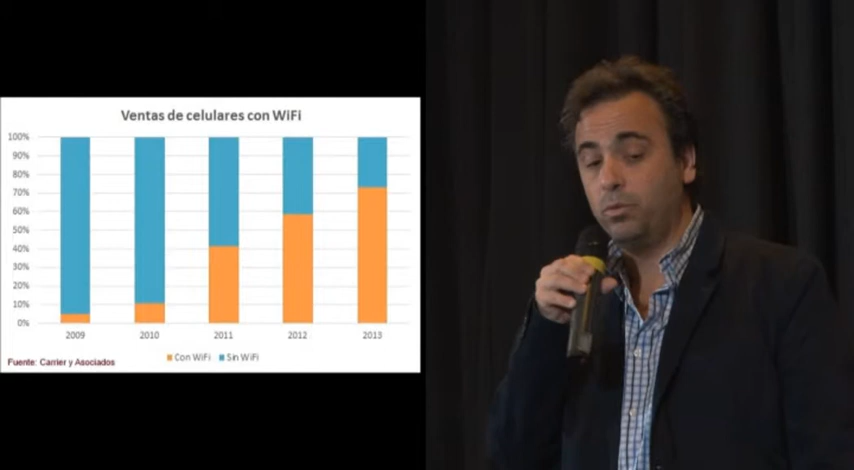 Ventas de celulares con WiFi
100%
90%
80%
70%
60%
50%
40%
30%
20%
10%
0%
2009 2010 2011 2012 2013
Con WiFi Sin WiFi
Fuente: Carrier y Asociados